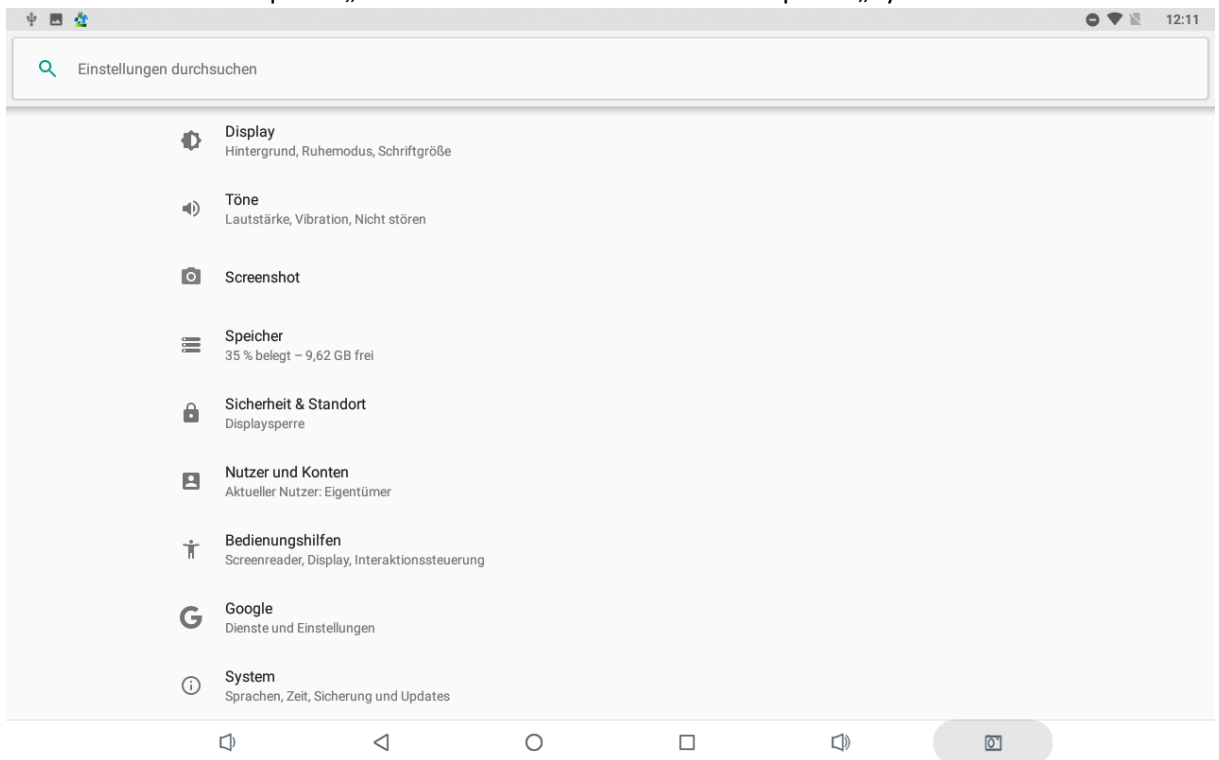 12:11
Einstellungen durchsuchen
Display
Hintergrund, Ruhemodus, Schriftgröße
Töne
Lautstärke, Vibration, Nicht stören
Screenshot
Speicher
35 % belegt – 9,62 GB frei
Sicherheit & Standort
Displaysperre
Nutzer und Konten
Aktueller Nutzer: Eigentümer
Bedienungshilfen
Screenreader, Display, Interaktionssteuerung
Google
Dienste und Einstellungen
System
Sprachen, Zeit, Sicherung und Updates